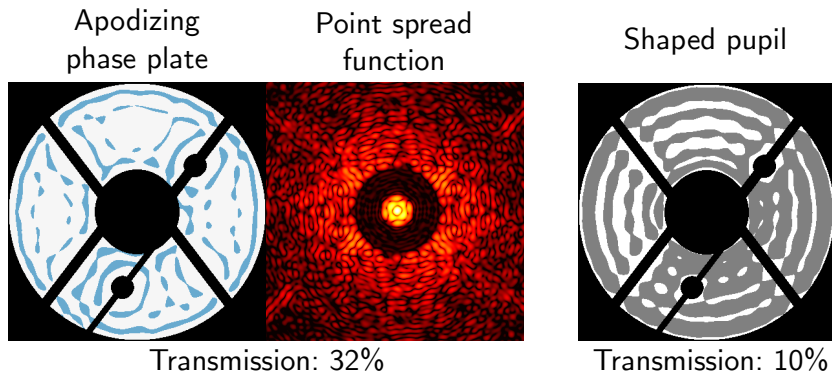 Apodizing
phase plate
Point spread
function
Shaped pupil
Transmission: 32%
Transmission: 10%